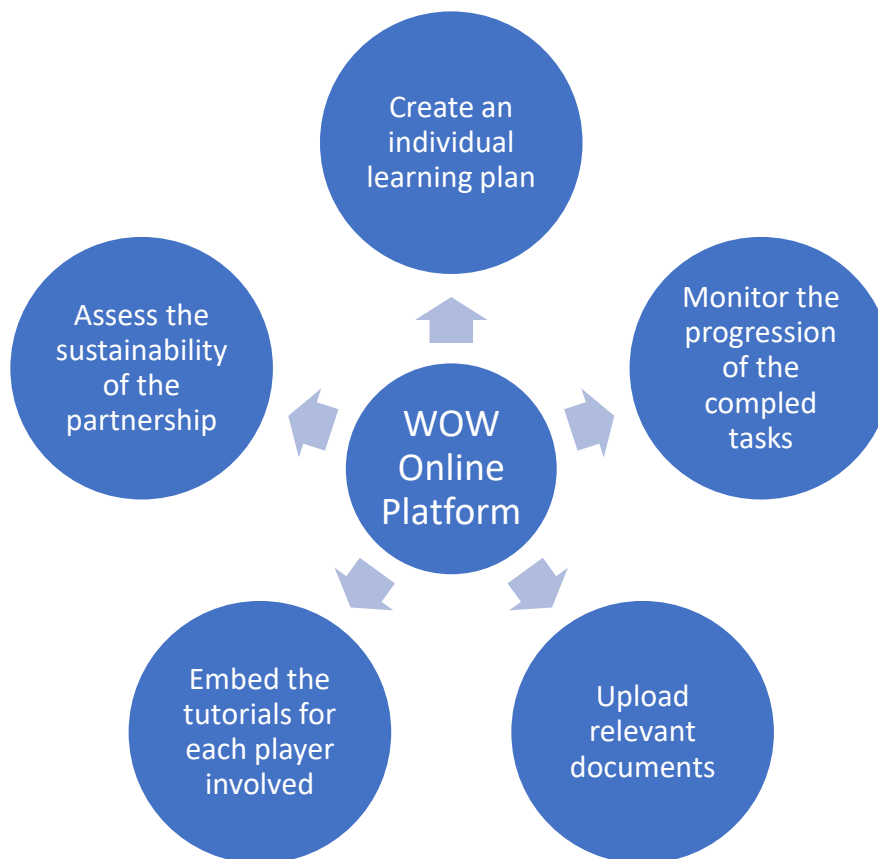 Create an
individual
learning plan
Monitor the
progression
of the
compled
tasks
Upload
relevant
documents
Embed the
tutorials for
each player
involved
Assess the
sustainability
of the
partnership
WOW
Online
Platform